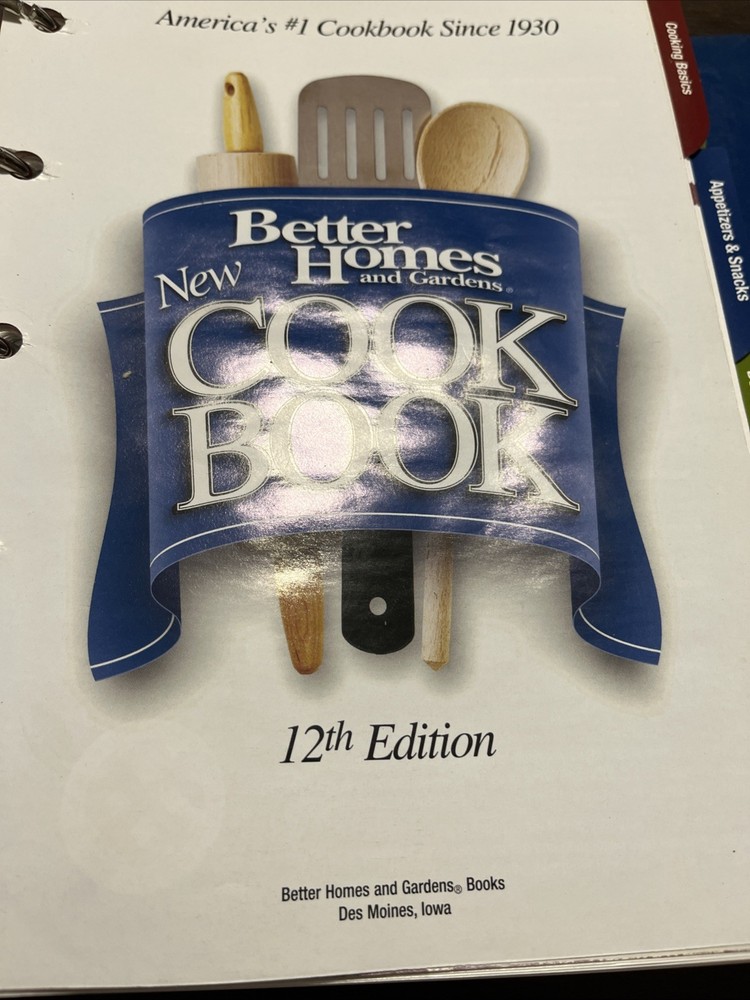 America's #1 Cookbook Since 1930
Cooking Basics
Appetizers & Snacks
Better
Homes
and Gardens®
New
COOK
BOOK
12th Edition
Better Homes and Gardens® Books
Des Moines, Iowa